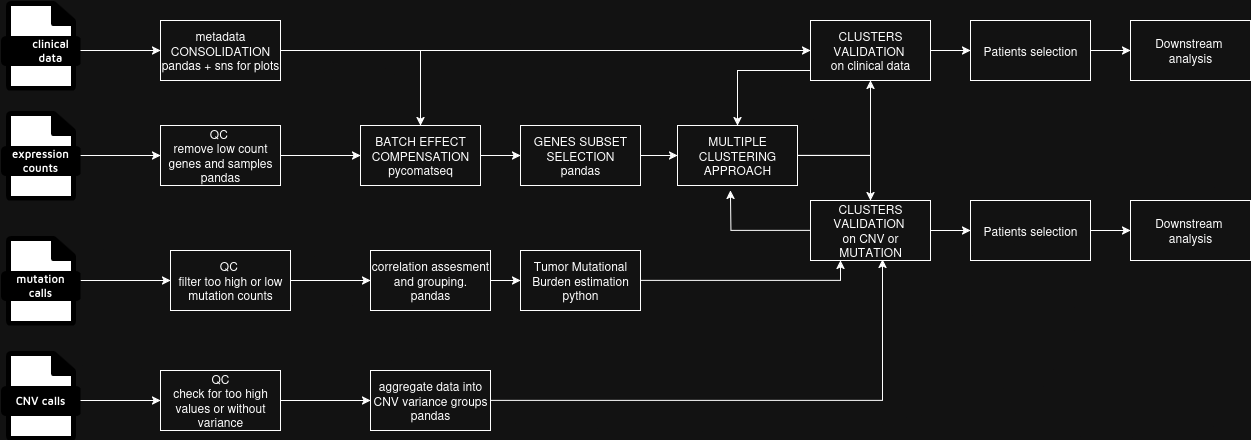 clinical
data
metadata
CONSOLIDATION
pandas + sns for plots
CLUSTERS
VALIDATION
on clinical data
Patients selection
Downstream
analysis
expression
counts
QC
remove low count
genes and samples
pandas
BATCH EFFECT
COMPENSATION
pycomatseq
GENES SUBSET
SELECTION
pandas
MULTIPLE
CLUSTERING
APPROACH
CLUSTERS
VALIDATION
on CNV or
MUTATION
Patients selection
Downstream
analysis
mutation
calls
QC
filter too high or low
mutation counts
correlation assesment
and grouping.
pandas
Tumor Mutational
Burden estimation
python
CNV calls
QC
check for too high
values or without
variance
aggregate data into
CNV variance groups
pandas